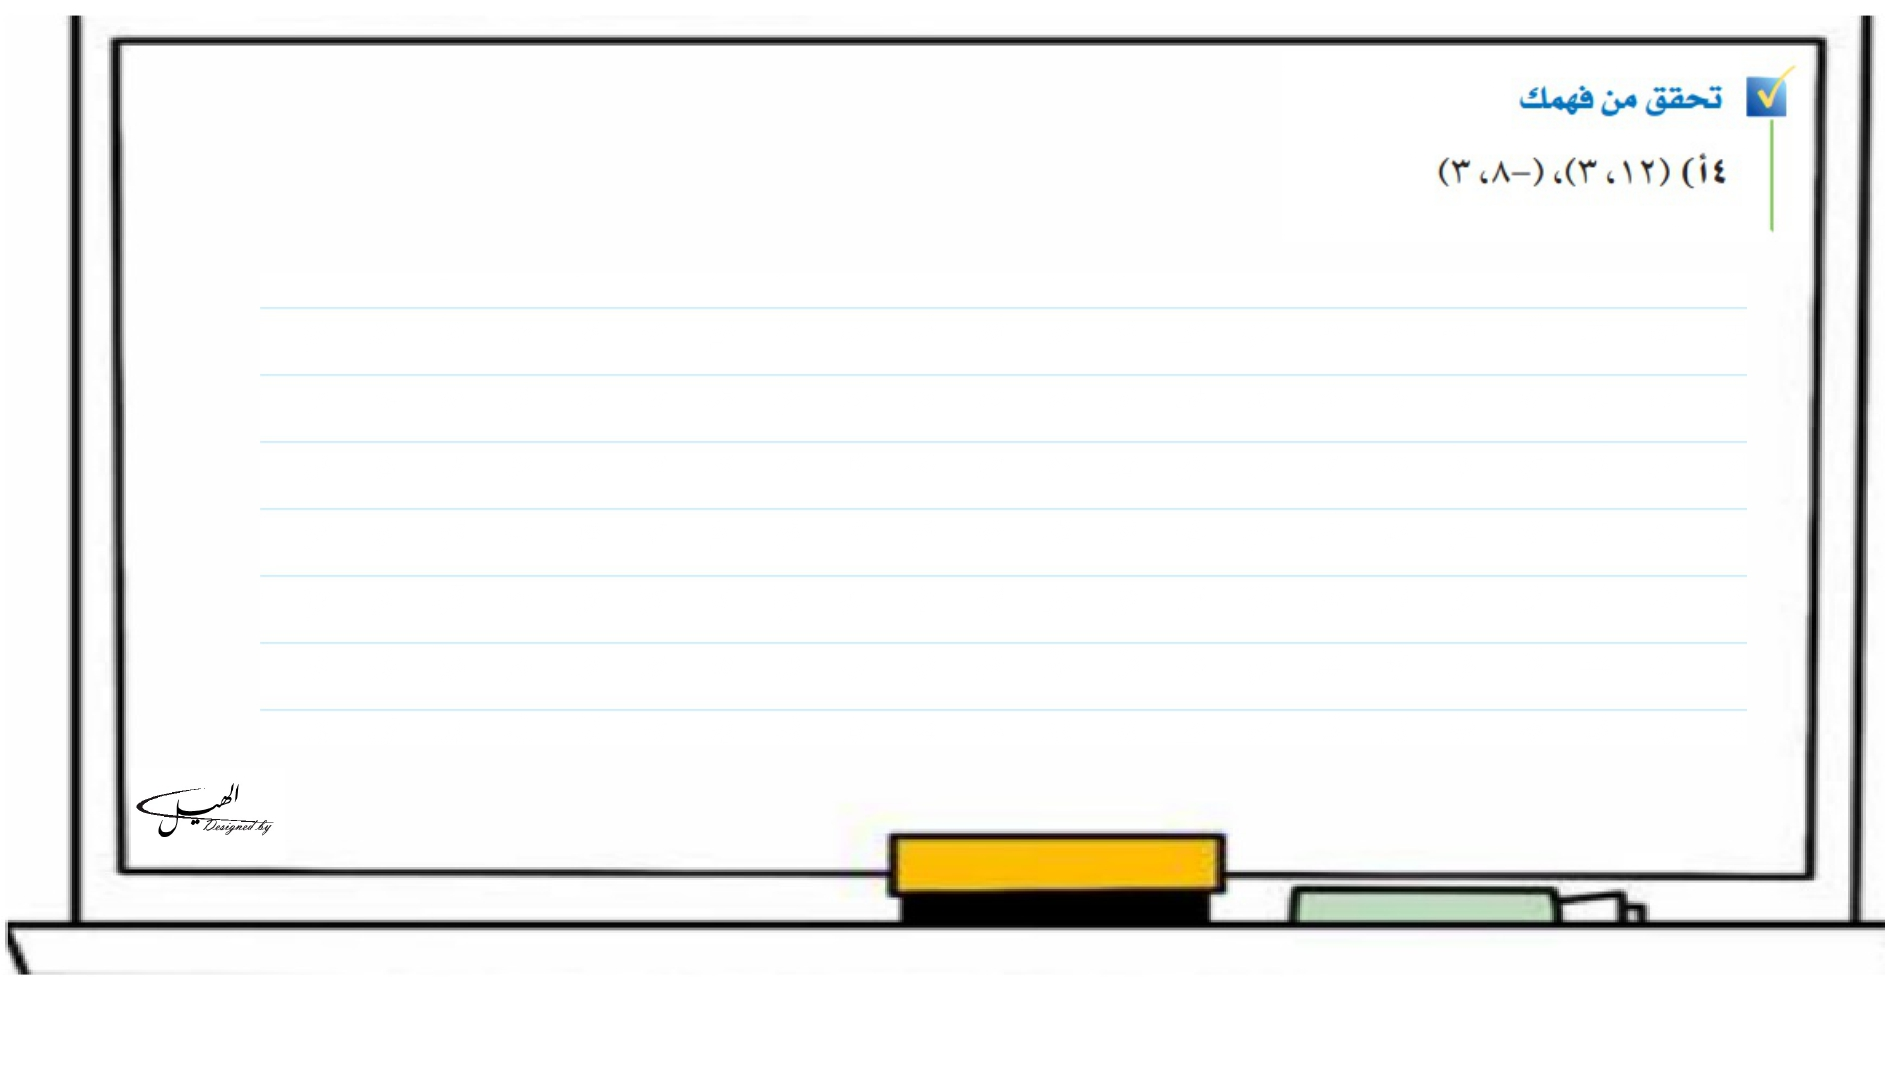 تحقق من فهمك
٤أ) (١٢، ٣)، (–٨، ٣)
الهيل
Designed by